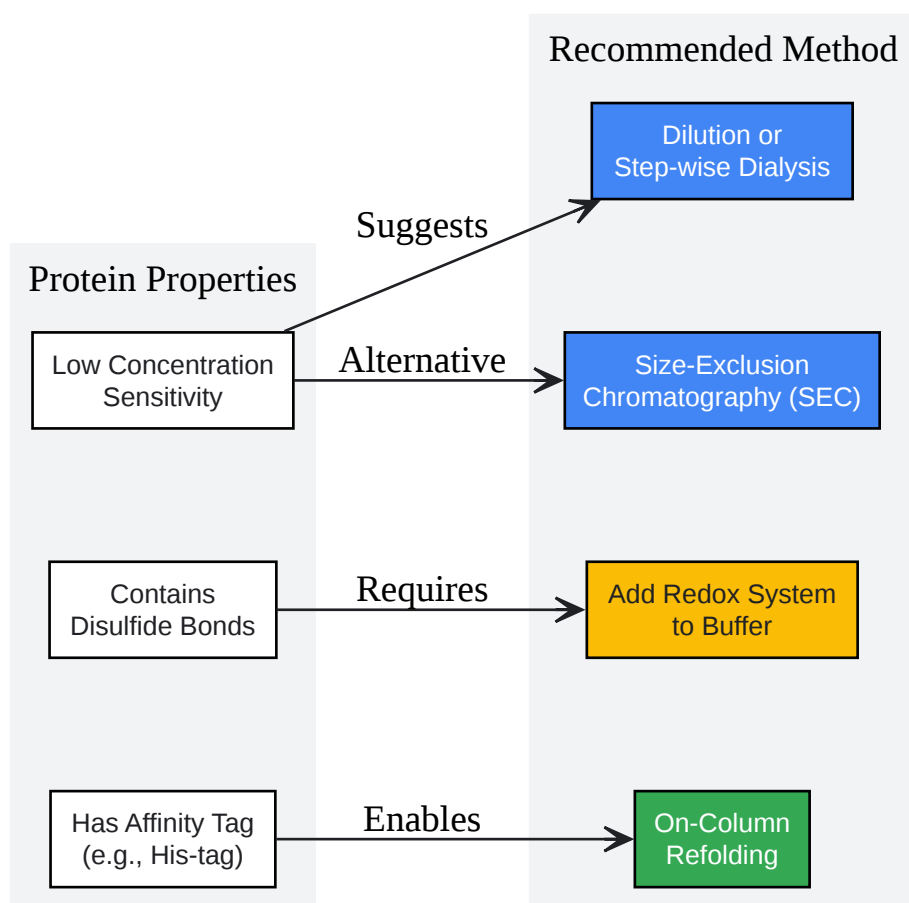 Recommended Method
Dilution or
Step-wise Dialysis
Suggests
Protein Properties
Low Concentration
Sensitivity
Alternative
Size-Exclusion
Chromatography (SEC)
Contains
Disulfide Bonds
Requires
Add Redox System
to Buffer
Has Affinity Tag
(e.g., His-tag)
Enables
On-Column
Refolding